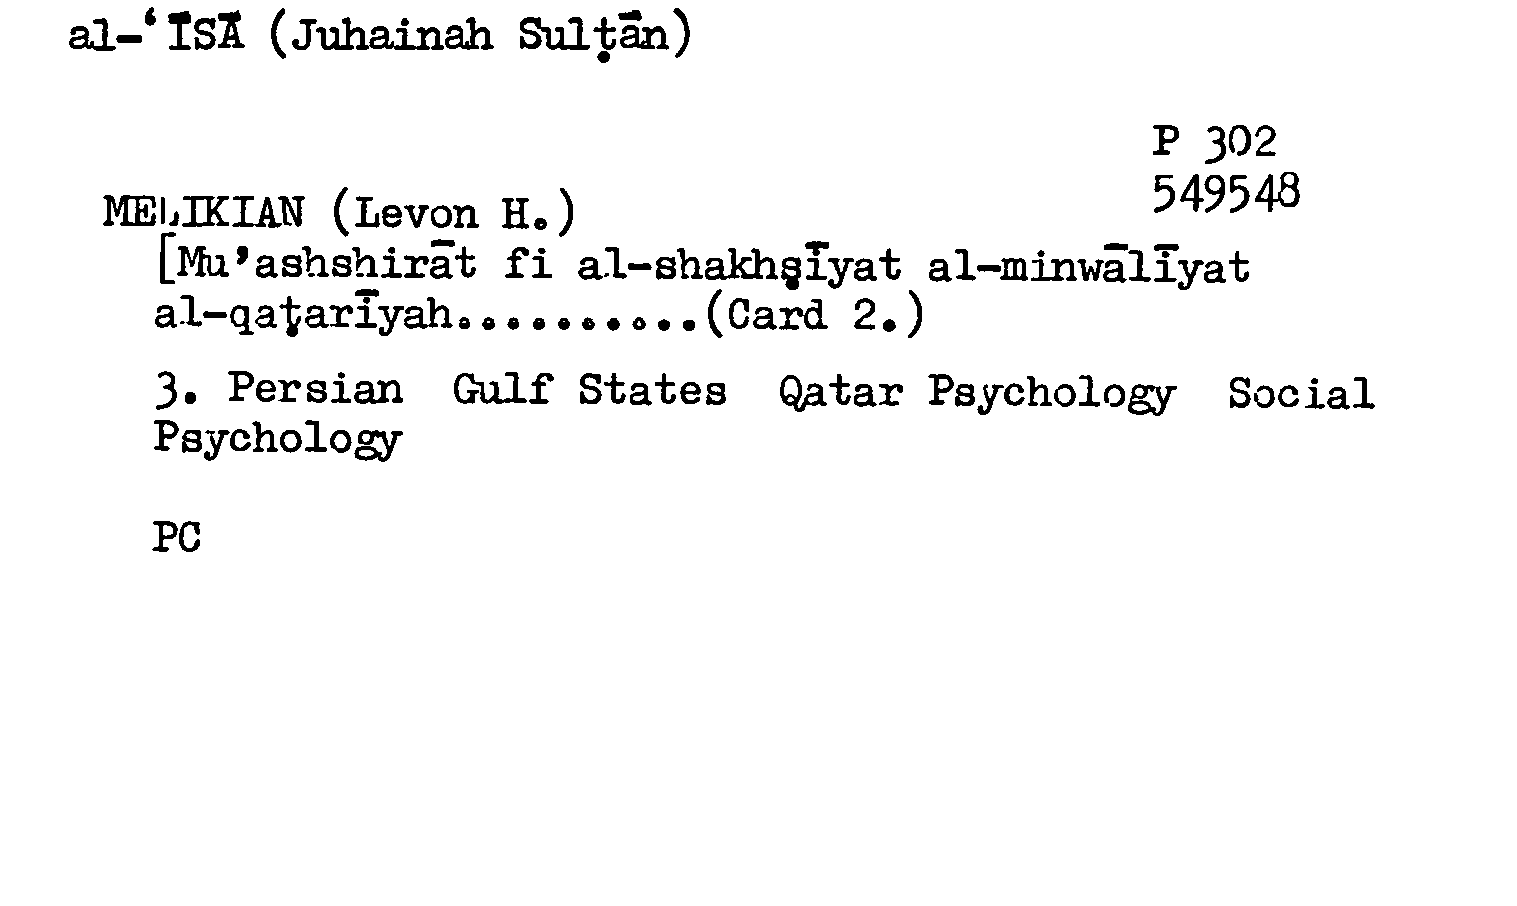 al-‘ĪSĀ (Juhainah Sulṭān)
P 302
549548
MELIKIAN (Levon H.)
[Mu’ashshirāt fi al-shakhṣīyat al-minwālīyat
al-qaṭarīyah..........(Card 2.)
3. Persian Gulf States Qatar Psychology Social
Psychology
PC